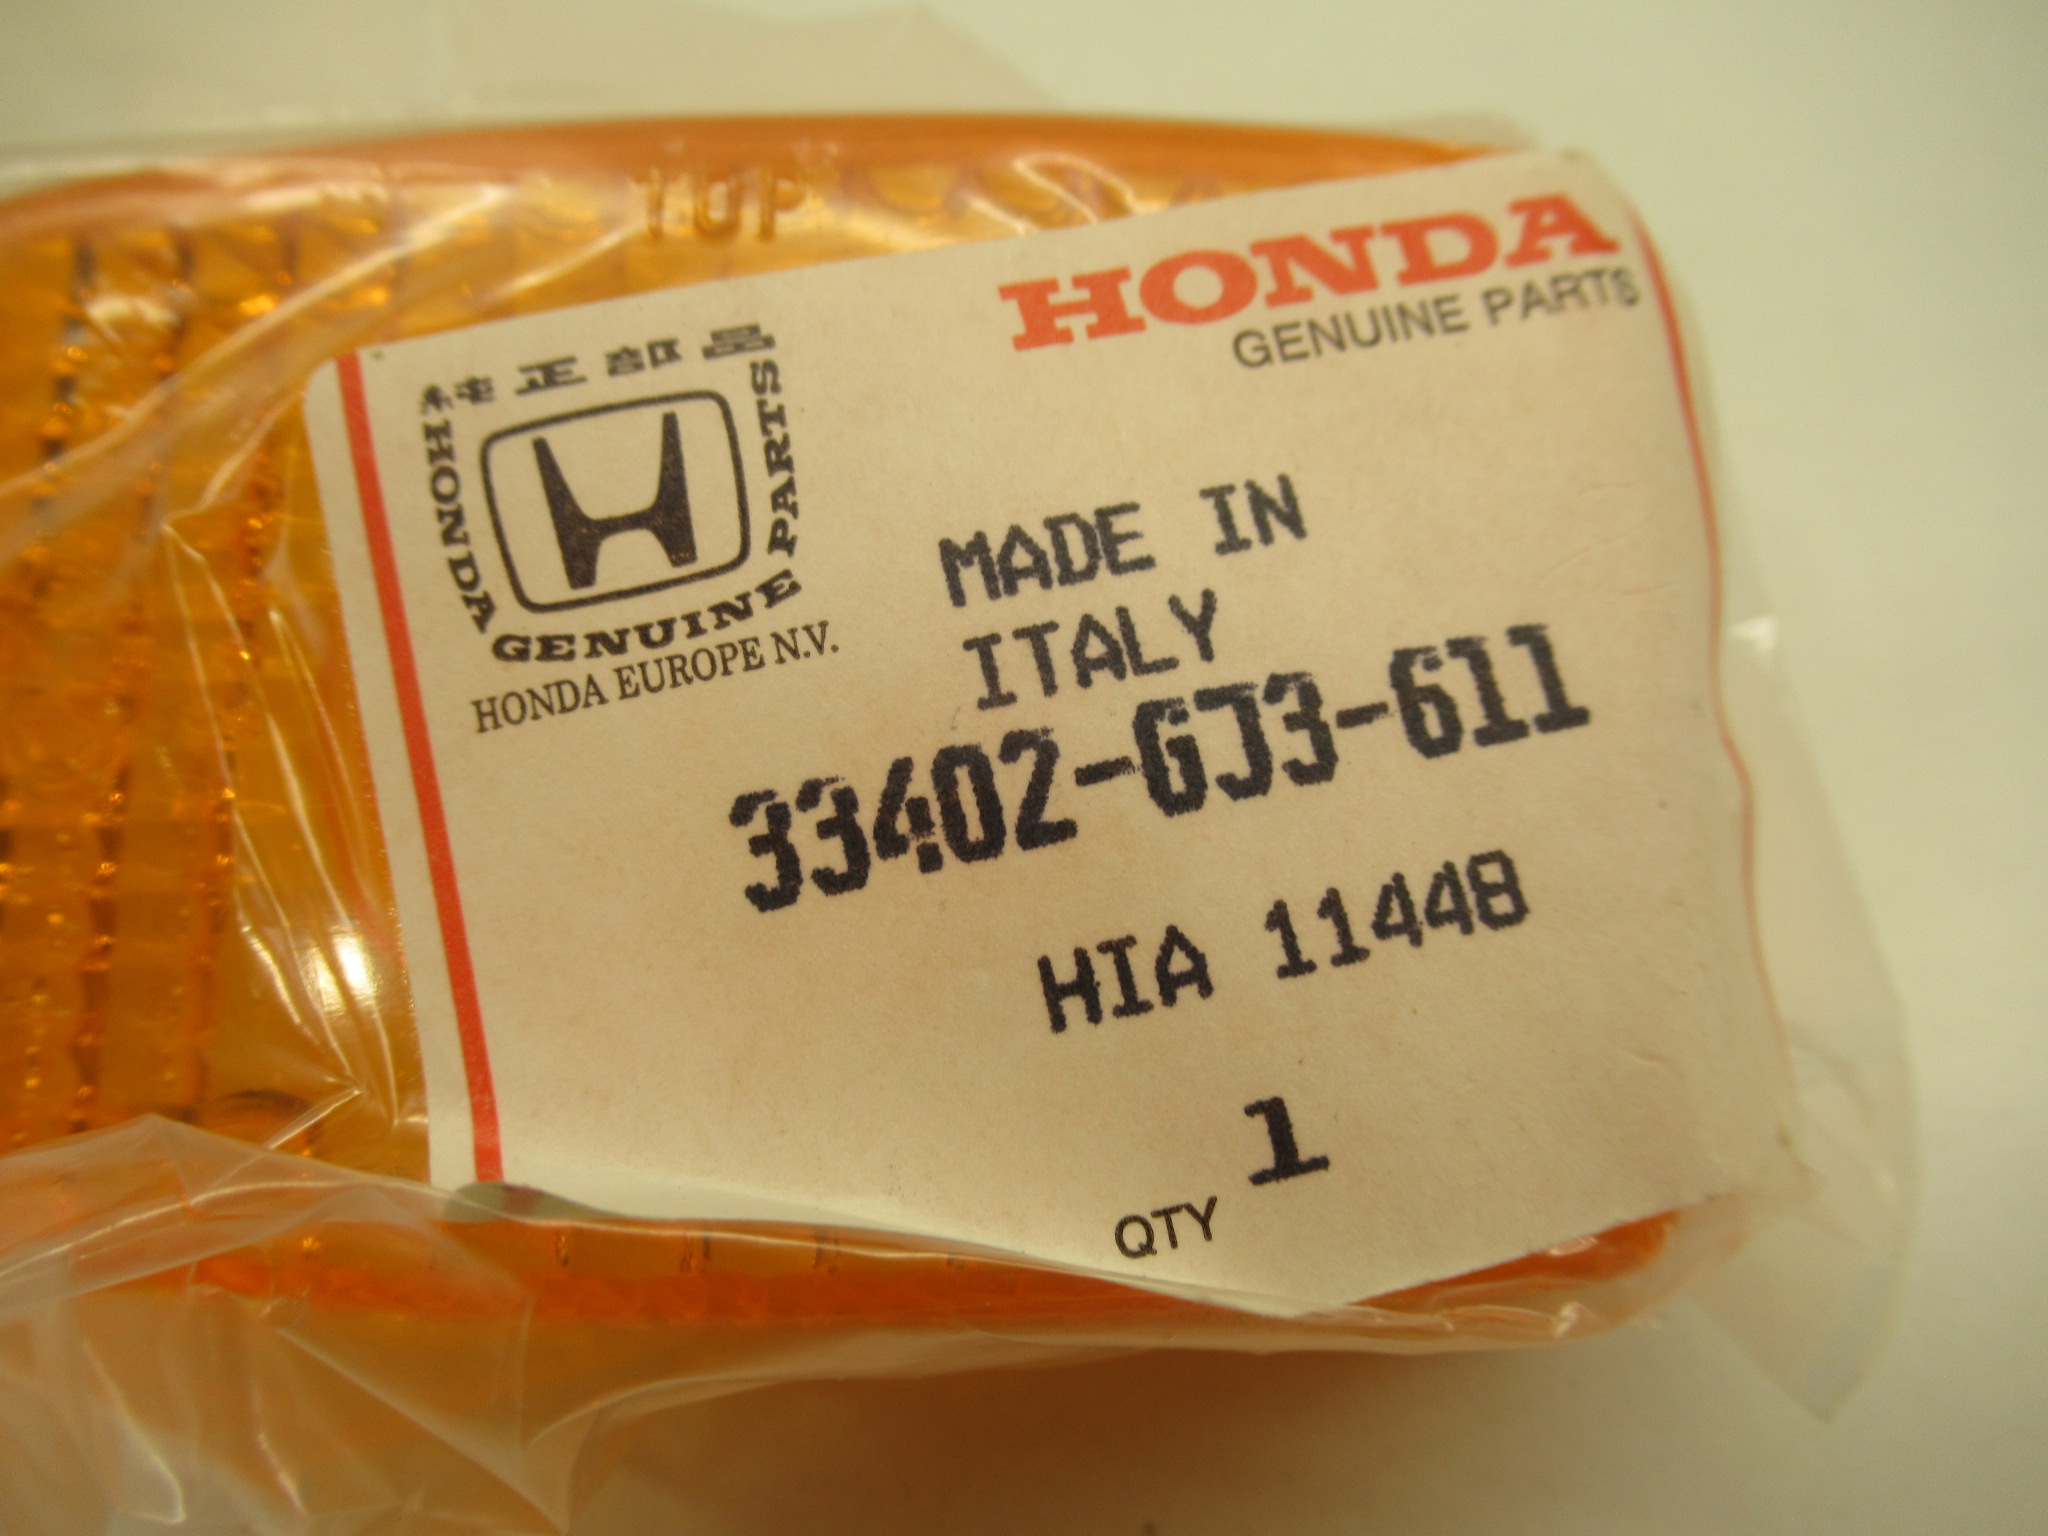 TUP
HONDA
GENUINE PARTS
純正部品
HONDA
GENUINE PARTS
HONDA EUROPE N.V.
MADE IN
ITALY
33402-GJ3-611
HIA 11448
1
QTY